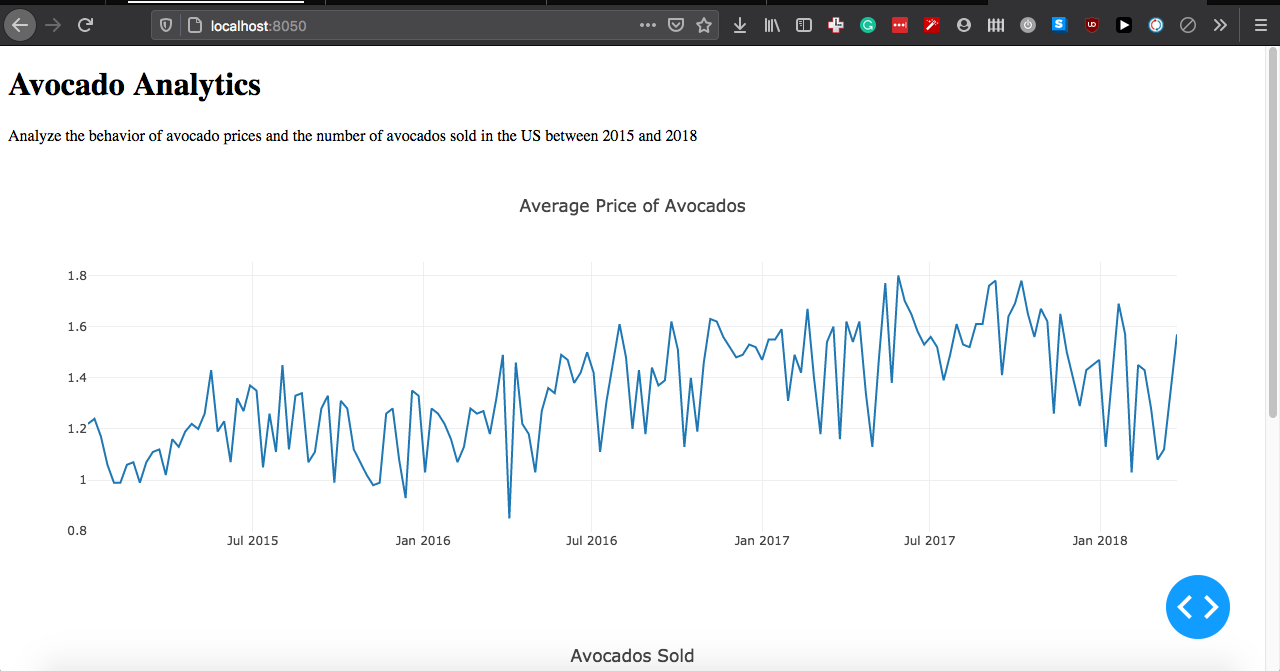 localhost:8050
Avocado Analytics
Analyze the behavior of avocado prices and the number of avocados sold in the US between 2015 and 2018
Average Price of Avocados
1.8
1.6
1.4
1.2
1
0.8
Jul 2015 Jan 2016 Jul 2016 Jan 2017 Jul 2017 Jan 2018
Avocados Sold